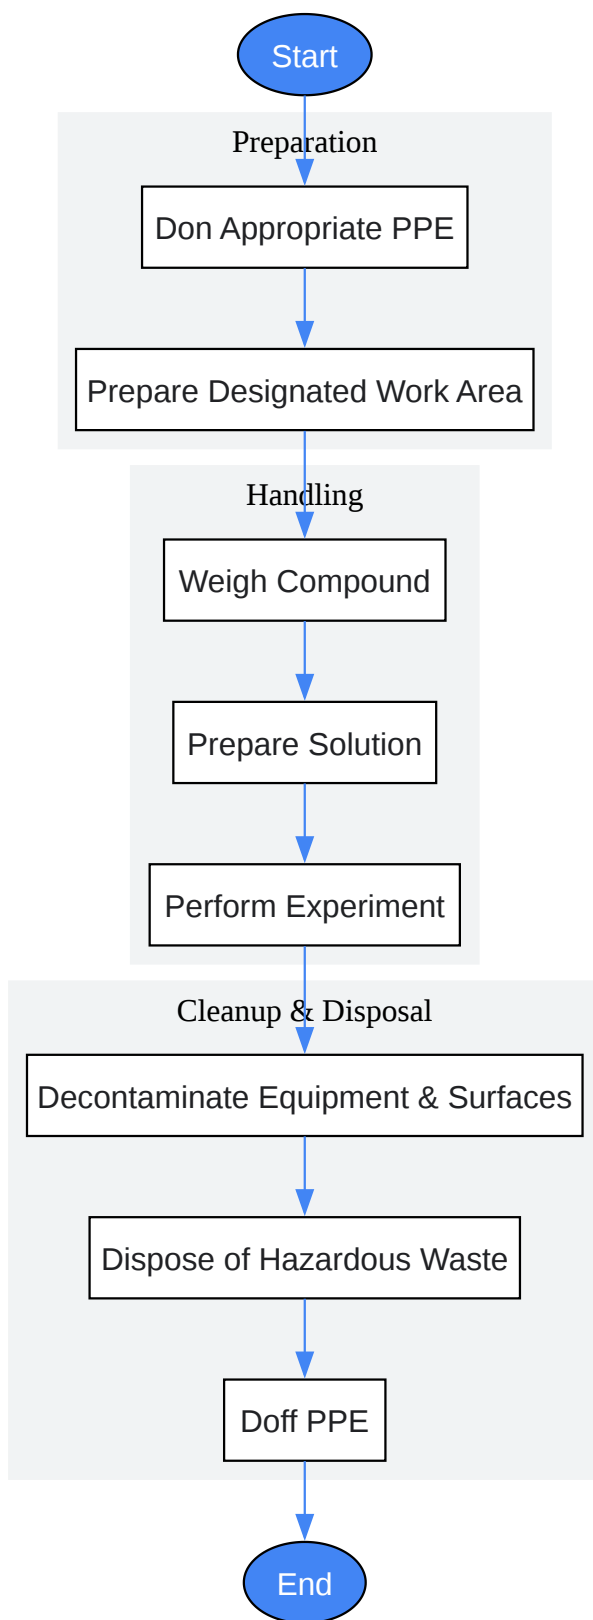 Start
Preparation
Don Appropriate PPE
Prepare Designated Work Area
Handling
Weigh Compound
Prepare Solution
Perform Experiment
Cleanup & Disposal
Decontaminate Equipment & Surfaces
Dispose of Hazardous Waste
Doff PPE
End